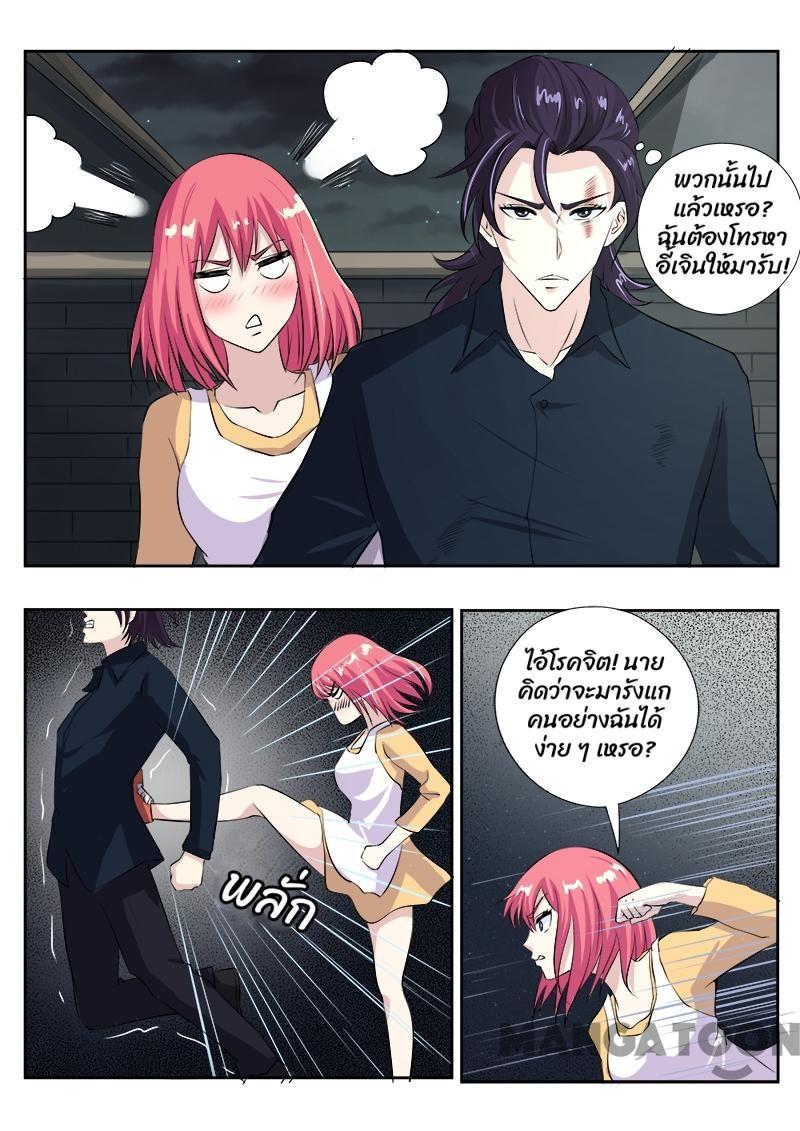 พวกนั้นไป
แล้วเหรอ?
ฉันต้องโทรหา
อี้เจินให้มารับ!
พลั่ก
ไอ้โรคจิต! นาย
คิดว่าจะมารังแก
คนอย่างฉันได้
ง่าย ๆ เหรอ?
MANGATOON